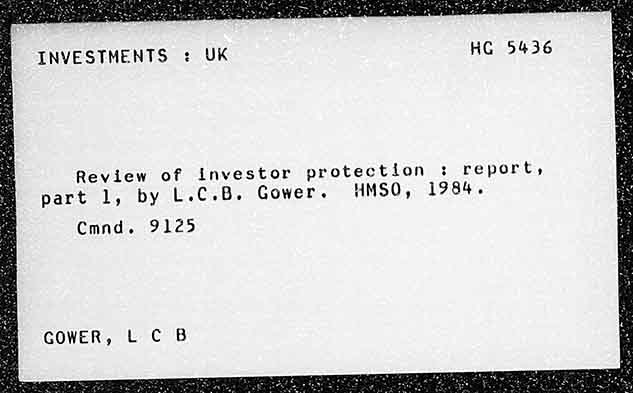 INVESTMENTS : UK
HG 5436
Review of investor protection : report,
part 1, by L.C.B. Gower. HMSO, 1984.
Cmnd. 9125
GOWER, L C B